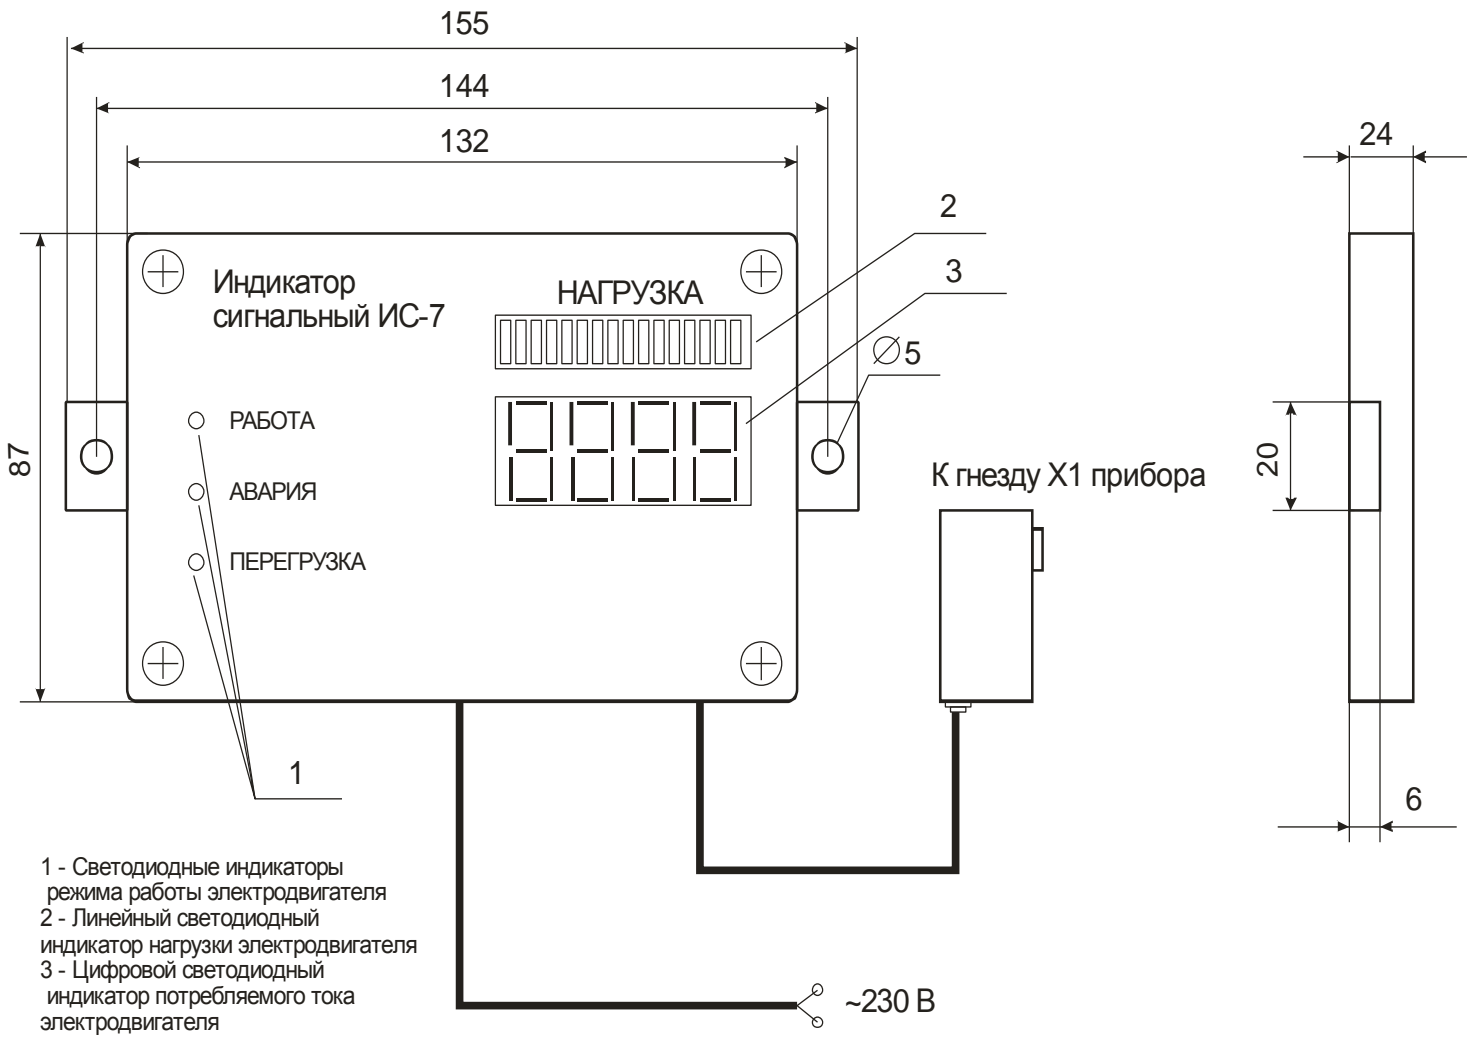 155
144
132
24
2
3
Индикатор
сигнальный ИС-7
НАГРУЗКА
⌀5
РАБОТА
87
20
К гнезду X1 прибора
АВАРИЯ
ПЕРЕГРУЗКА
1
6
1 - Светодиодные индикаторы
режима работы электродвигателя
2 - Линейный светодиодный
индикатор нагрузки электродвигателя
3 - Цифровой светодиодный
индикатор потребляемого тока
электродвигателя
~230 В